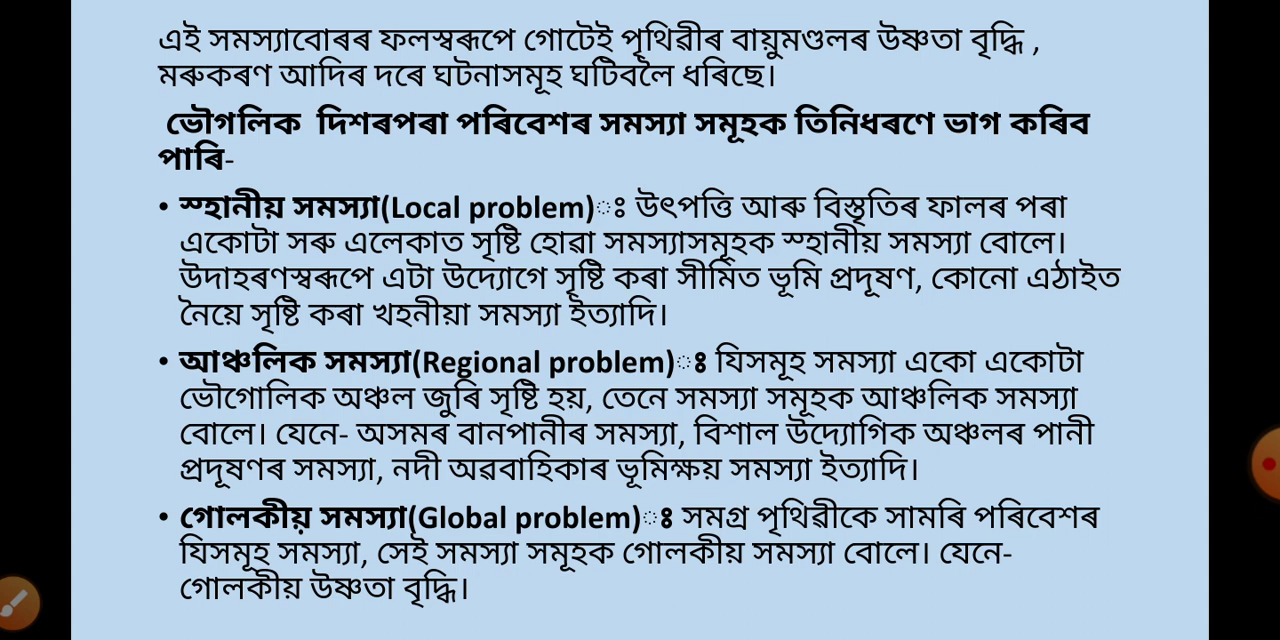 এই সমস্যাবোৰৰ ফলস্বৰূপে গোটেই পৃথিৱীৰ বায়ুমণ্ডলৰ উষ্ণতা বৃদ্ধি ,
মৰুকৰণ আদিৰ দৰে ঘটনাসমূহ ঘটিবলৈ ধৰিছে।
ভৌগলিক দিশৰপৰা পৰিবেশৰ সমস্যা সমূহক তিনিধৰণে ভাগ কৰিব
পাৰি-
• স্হানীয় সমস্যা(Local problem)ঃ উৎপত্তি আৰু বিস্তৃতিৰ ফালৰ পৰা
একোটা সৰু এলেকাত সৃষ্টি হোৱা সমস্যাসমূহক স্হানীয় সমস্যা বোলে।
উদাহৰণস্বৰূপে এটা উদ্যোগে সৃষ্টি কৰা সীমিত ভূমি প্ৰদূষণ, কোনো এঠাইত
নৈয়ে সৃষ্টি কৰা খহনীয়া সমস্যা ইত্যাদি।
• আঞ্চলিক সমস্যা(Regional problem)ঃ যিসমূহ সমস্যা একো একোটা
ভৌগোলিক অঞ্চল জুৰি সৃষ্টি হয়, তেনে সমস্যা সমূহক আঞ্চলিক সমস্যা
বোলে। যেনে- অসমৰ বানপানীৰ সমস্যা, বিশাল উদ্যোগিক অঞ্চলৰ পানী
প্ৰদূষণৰ সমস্যা, নদী অৱবাহিকাৰ ভূমিক্ষয় সমস্যা ইত্যাদি।
• গোলকীয় সমস্যা(Global problem)ঃ সমগ্ৰ পৃথিৱীকে সামৰি পৰিবেশৰ
যিসমূহ সমস্যা, সেই সমস্যা সমূহক গোলকীয় সমস্যা বোলে। যেনে-
গোলকীয় উষ্ণতা বৃদ্ধি।